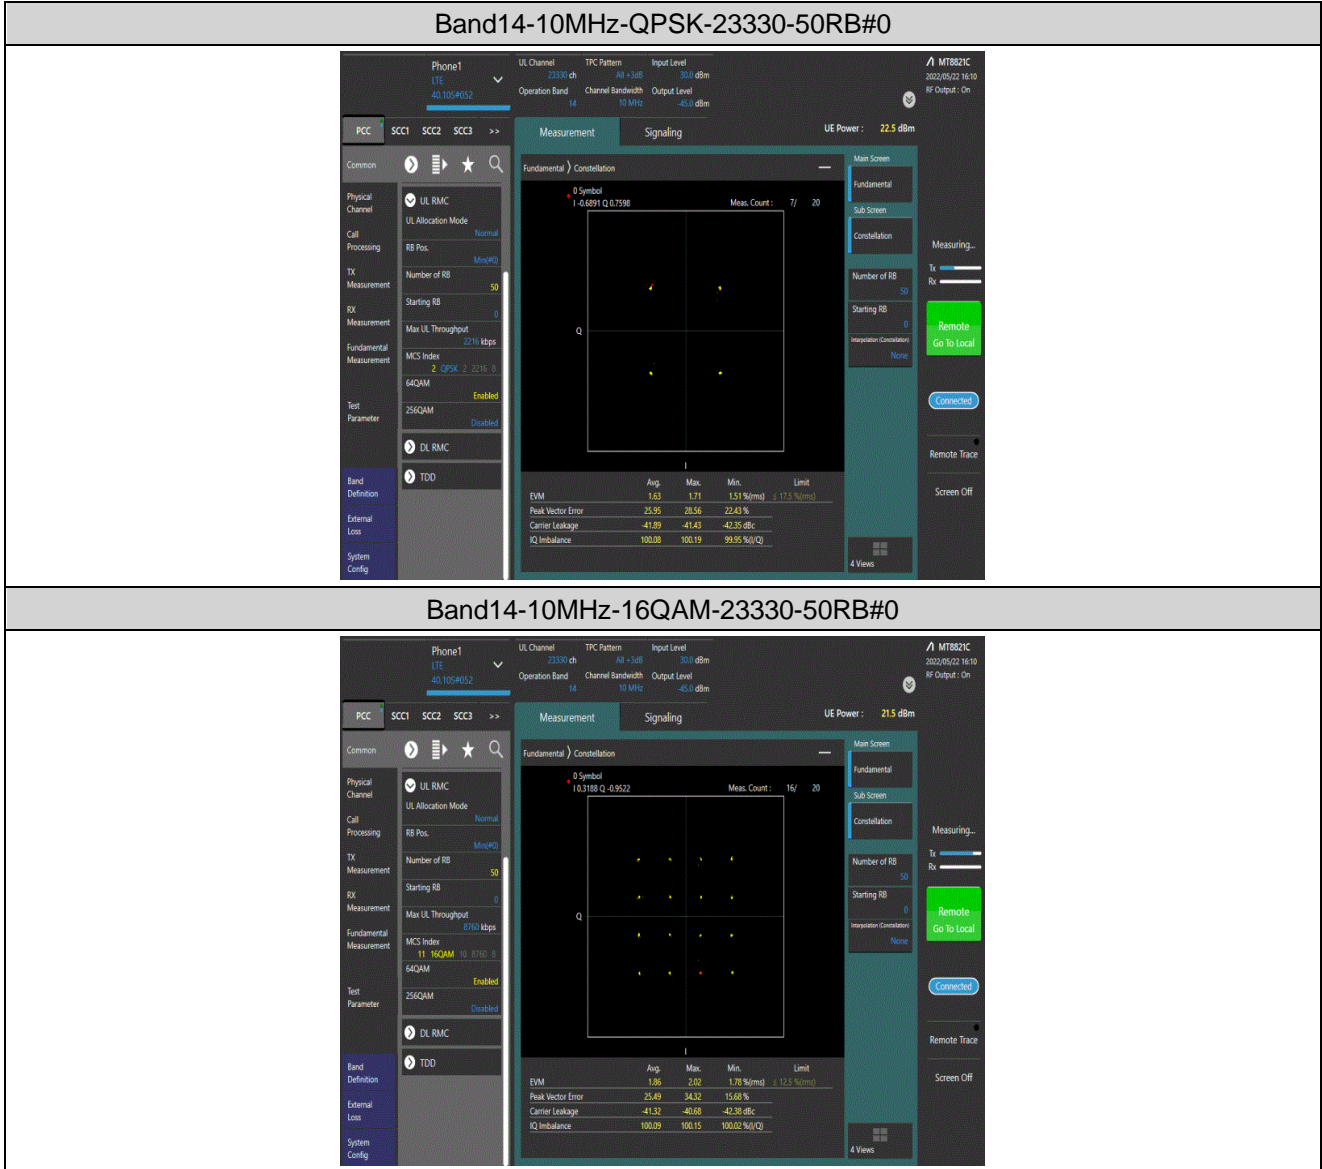 Band14-10MHz-QPSK-23330-50RB#0
Phone1
LTE
40.105#052
UL Channel TPC Pattern Input Level
23330 ch All +3dB 30.0 dBm
Operation Band Channel Bandwidth Output Level
14 10 MHz -45.0 dBm
MT8821C
2022/05/22 16:10
RF Output : On
PCC SCC1 SCC2 SCC3 >>
Measurement Signaling
UE Power : 22.5 dBm
Common
Physical Channel
Call Processing
TX Measurement
RX Measurement
Fundamental Measurement
Test Parameter
Band Definition
External Loss
System Config
UL RMC
UL Allocation Mode
Normal
RB Pos.
Min(#0)
Number of RB
50
Starting RB
0
Max UL Throughput
2216 kbps
MCS Index
2 QPSK 2 2216 8
64QAM
Enabled
256QAM
Disabled
DL RMC
TDD
Fundamental 〉 Constellation
0 Symbol
I -0.6891 Q 0.7598
Meas. Count : 7/ 20
Q
I
Avg. Max. Min. Limit
EVM 1.63 1.71 1.51 %(rms) ≤ 17.5 %(rms)
Peak Vector Error 25.95 28.56 22.43 %
Carrier Leakage -41.89 -41.43 -42.35 dBc
IQ Imbalance 100.08 100.19 99.95 %(I/Q)
Main Screen
Fundamental
Sub Screen
Constellation
Number of RB
50
Starting RB
0
Interpolation (Constellation)
None
4 Views
Measuring...
Tx
Rx
Remote
Go To Local
Connected
Remote Trace
Screen Off
Band14-10MHz-16QAM-23330-50RB#0
Phone1
LTE
40.105#052
UL Channel TPC Pattern Input Level
23330 ch All +3dB 30.0 dBm
Operation Band Channel Bandwidth Output Level
14 10 MHz -45.0 dBm
MT8821C
2022/05/22 16:10
RF Output : On
PCC SCC1 SCC2 SCC3 >>
Measurement Signaling
UE Power : 21.5 dBm
Common
Physical Channel
Call Processing
TX Measurement
RX Measurement
Fundamental Measurement
Test Parameter
Band Definition
External Loss
System Config
UL RMC
UL Allocation Mode
Normal
RB Pos.
Min(#0)
Number of RB
50
Starting RB
0
Max UL Throughput
8760 kbps
MCS Index
11 16QAM 10 8760 8
64QAM
Enabled
256QAM
Disabled
DL RMC
TDD
Fundamental 〉 Constellation
0 Symbol
I 0.3188 Q -0.9522
Meas. Count : 16/ 20
Q
I
Avg. Max. Min. Limit
EVM 1.86 2.02 1.78 %(rms) ≤ 12.5 %(rms)
Peak Vector Error 25.49 34.32 15.68 %
Carrier Leakage -41.32 -40.68 -42.38 dBc
IQ Imbalance 100.09 100.15 100.02 %(I/Q)
Main Screen
Fundamental
Sub Screen
Constellation
Number of RB
50
Starting RB
0
Interpolation (Constellation)
None
4 Views
Measuring...
Tx
Rx
Remote
Go To Local
Connected
Remote Trace
Screen Off